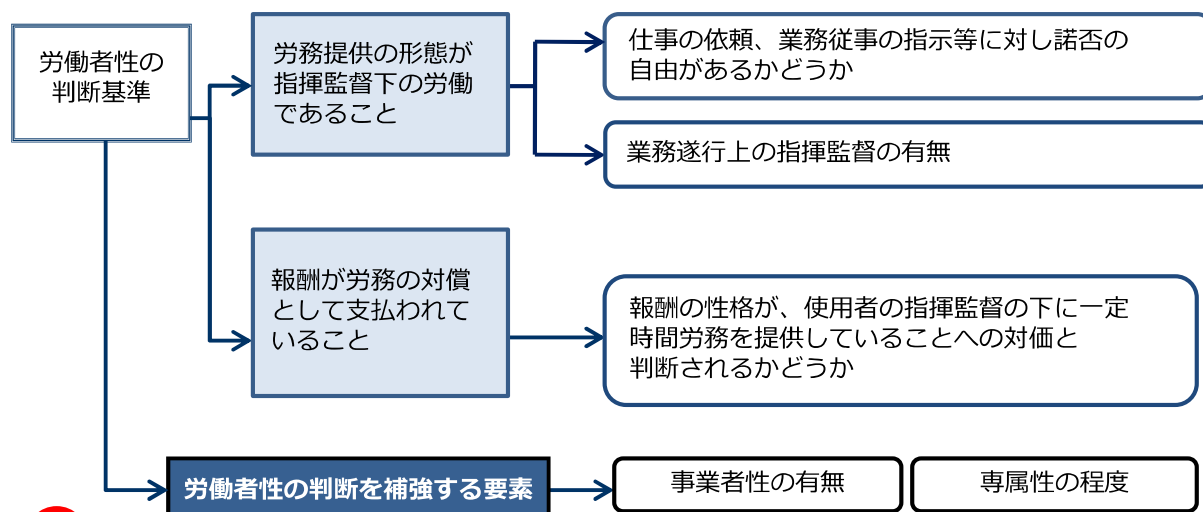 労働者性の
判断基準
労務提供の形態が
指揮監督下の労働
であること
仕事の依頼、業務従事の指示等に対し諾否の
自由があるかどうか
業務遂行上の指揮監督の有無
報酬が労務の対償
として支払われて
いること
報酬の性格が、使用者の指揮監督の下に一定
時間労務を提供していることへの対価と
判断されるかどうか
労働者性の判断を補強する要素
事業者性の有無
専属性の程度